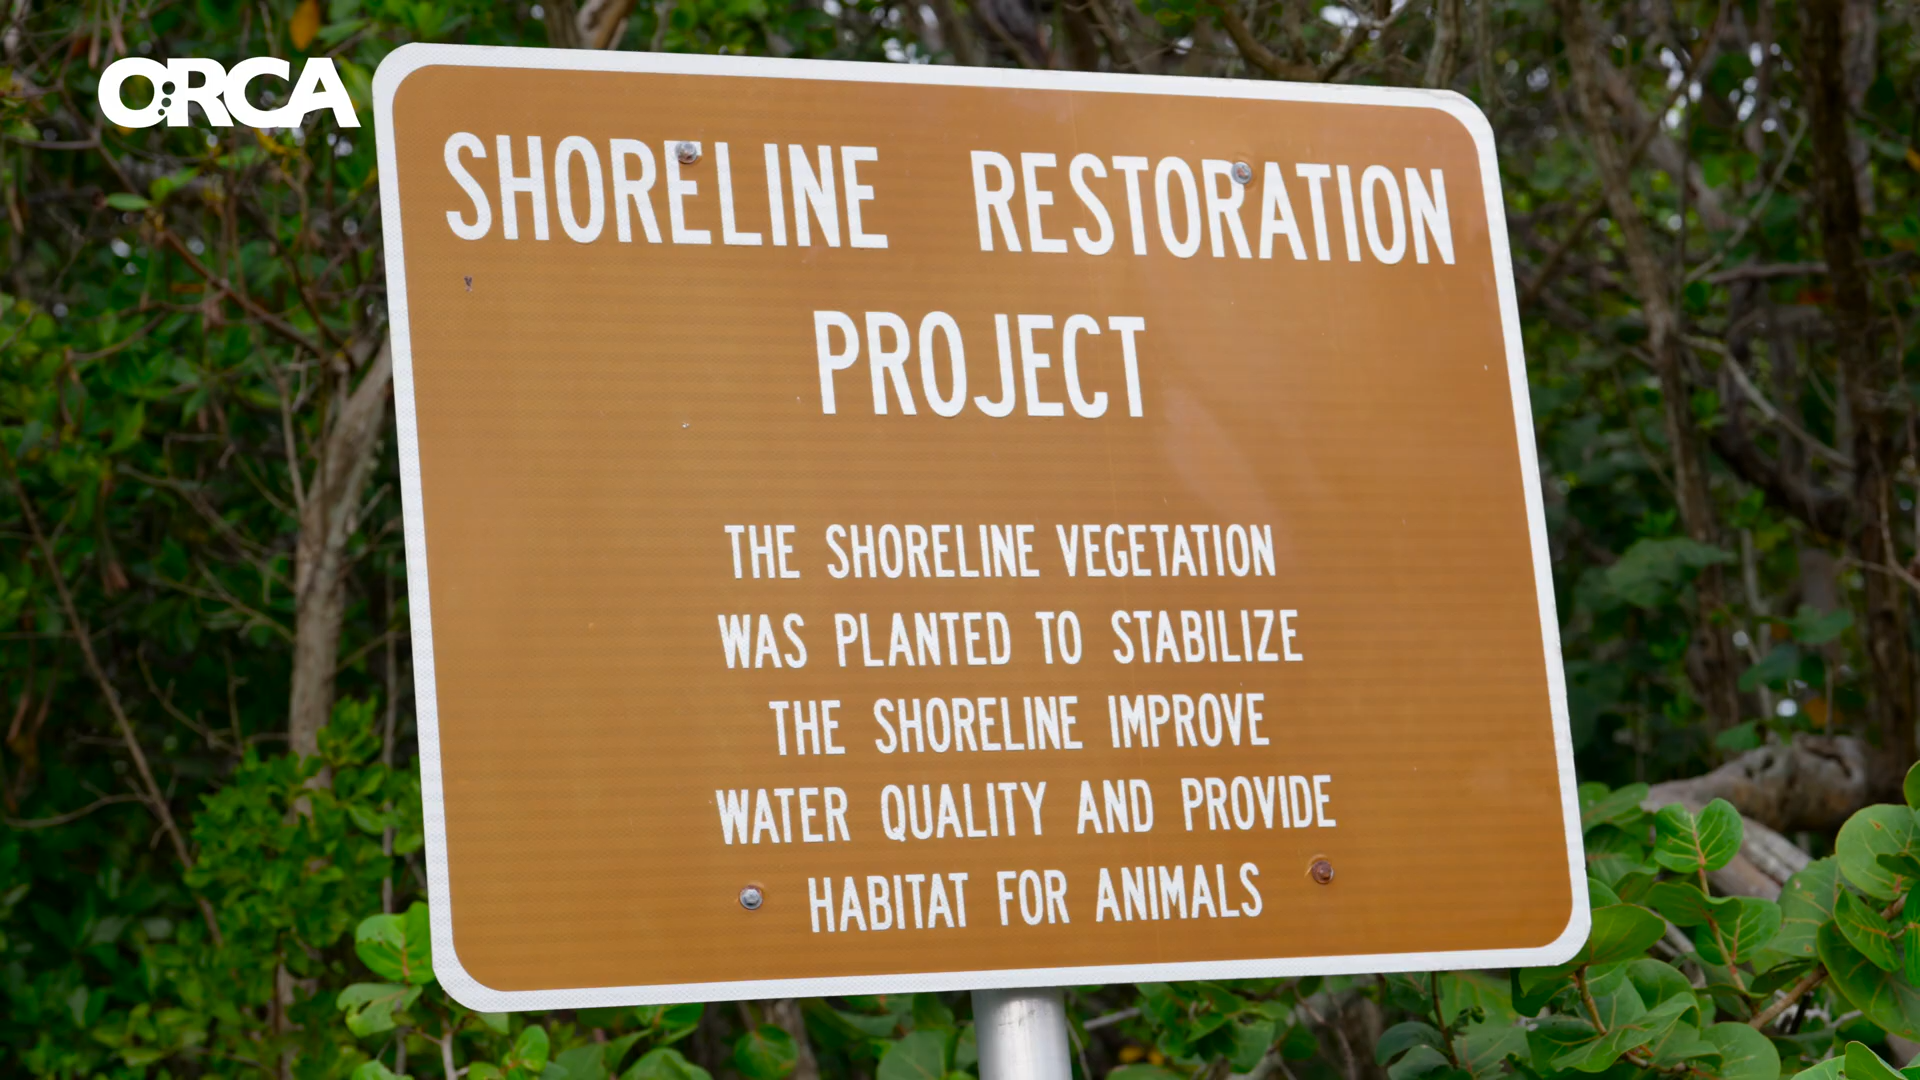 ORCA
SHORELINE RESTORATION
PROJECT
THE SHORELINE VEGETATION
WAS PLANTED TO STABILIZE
THE SHORELINE IMPROVE
WATER QUALITY AND PROVIDE
HABITAT FOR ANIMALS